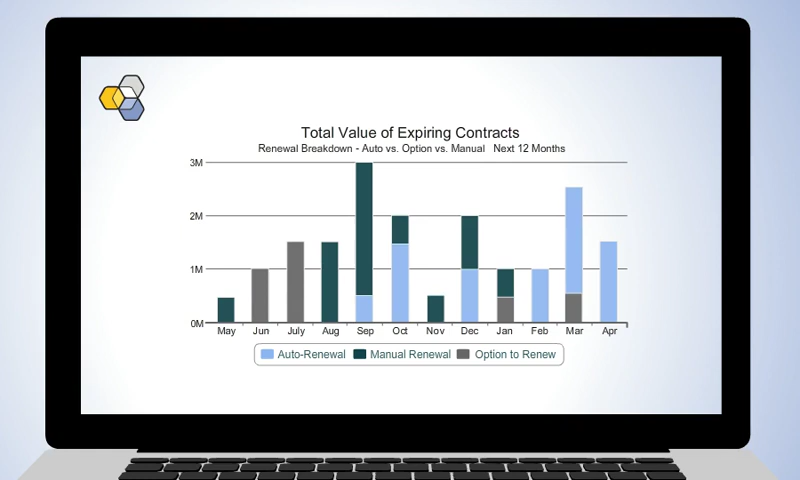 Total Value of Expiring Contracts
Renewal Breakdown - Auto vs. Option vs. Manual Next 12 Months
3M
2M
1M
0M
May Jun July Aug Sep Oct Nov Dec Jan Feb Mar Apr
Auto-Renewal Manual Renewal Option to Renew